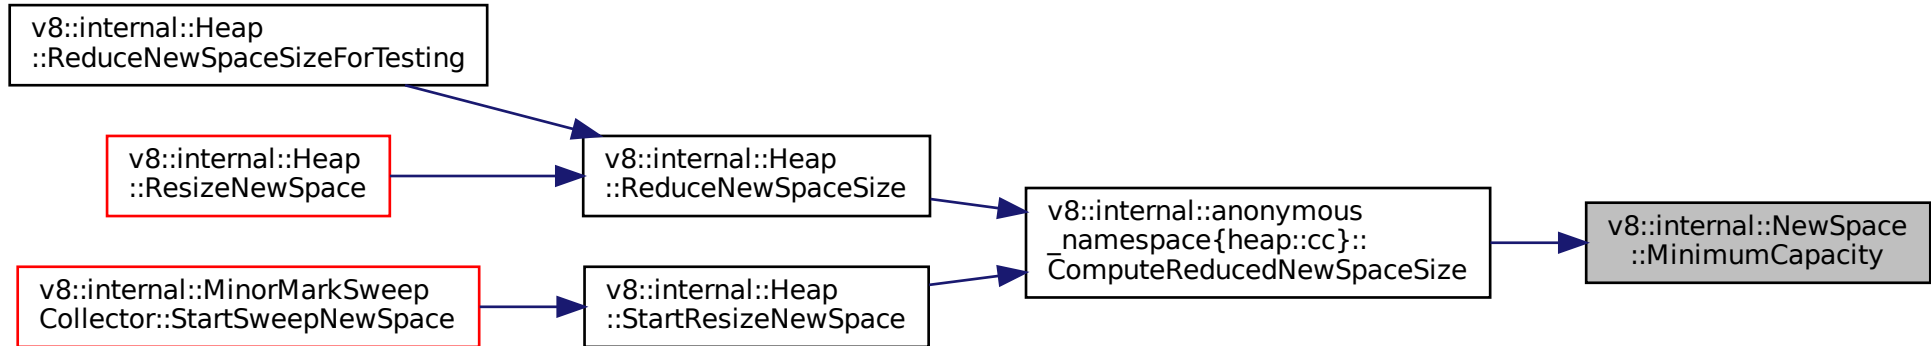 v8::internal::Heap
::ReduceNewSpaceSizeForTesting
v8::internal::Heap
::ResizeNewSpace
v8::internal::Heap
::ReduceNewSpaceSize
v8::internal::MinorMarkSweep
Collector::StartSweepNewSpace
v8::internal::Heap
::StartResizeNewSpace
v8::internal::anonymous
_namespace{heap::cc}::
ComputeReducedNewSpaceSize
v8::internal::NewSpace
::MinimumCapacity